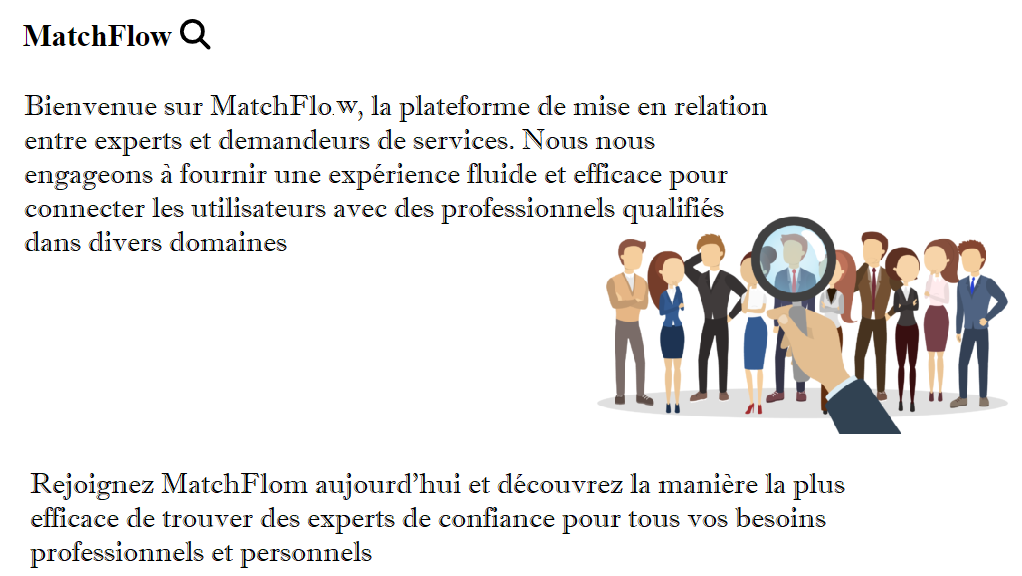 MatchFlow
Bienvenue sur MatchFlow, la plateforme de mise en relation
entre experts et demandeurs de services. Nous nous
engageons à fournir une expérience fluide et efficace pour
connecter les utilisateurs avec des professionnels qualifiés
dans divers domaines
Rejoignez MatchFlom aujourd’hui et découvrez la manière la plus
efficace de trouver des experts de confiance pour tous vos besoins
professionnels et personnels